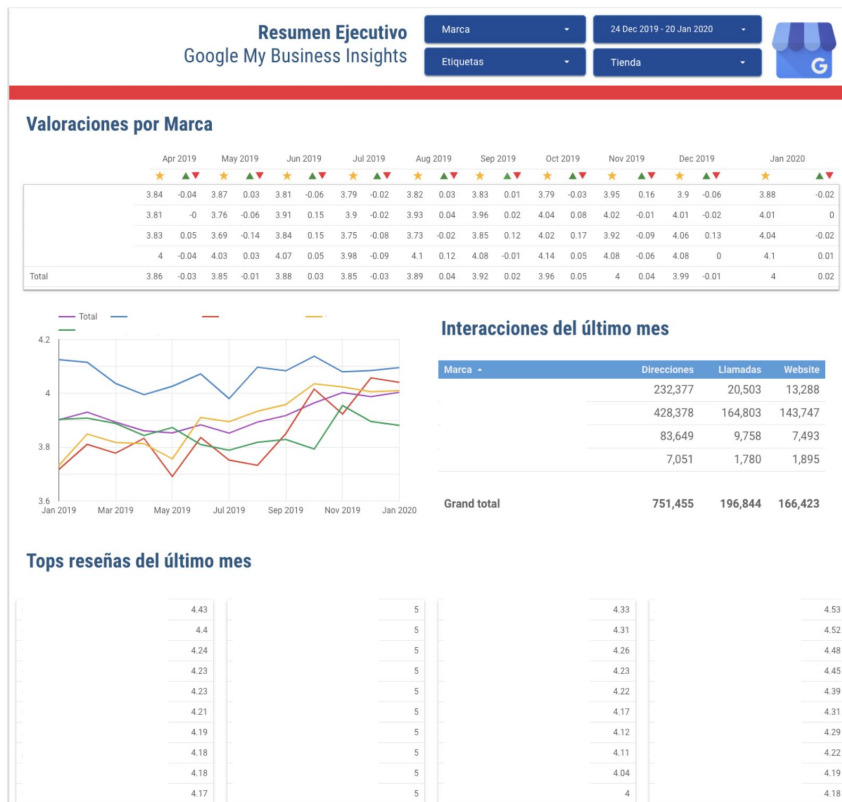 Resumen Ejecutivo
Google My Business Insights
Marca
24 Dec 2019 - 20 Jan 2020
Etiquetas
Tienda
G
Valoraciones por Marca
Apr 2019 May 2019 Jun 2019 Jul 2019 Aug 2019 Sep 2019 Oct 2019 Nov 2019 Dec 2019 Jan 2020
3.84 -0.04 3.87 0.03 3.81 -0.06 3.79 -0.02 3.82 0.03 3.83 0.01 3.79 -0.03 3.95 0.16 3.9 -0.06 3.88 -0.02
3.81 -0 3.76 -0.06 3.91 0.15 3.9 -0.02 3.93 0.04 3.96 0.02 4.04 0.08 4.02 -0.01 4.01 -0.02 4.01 0
3.83 0.05 3.69 -0.14 3.84 0.15 3.75 -0.08 3.73 -0.02 3.85 0.12 4.02 0.17 3.92 -0.09 4.06 0.13 4.04 -0.02
4 -0.04 4.03 0.03 4.07 0.05 3.98 -0.09 4.1 0.12 4.08 -0.01 4.14 0.05 4.08 -0.06 4.08 0 4.1 0.01
Total 3.86 -0.03 3.85 -0.01 3.88 0.03 3.85 -0.03 3.89 0.04 3.92 0.02 3.96 0.05 4 0.04 3.99 -0.01 4 0.02
Total
4.2
4
3.8
3.6
Jan 2019 Mar 2019 May 2019 Jul 2019 Sep 2019 Nov 2019 Jan 2020
Interacciones del último mes
Marca Direcciones Llamadas Website
232,377 20,503 13,288
428,378 164,803 143,747
83,649 9,758 7,493
7,051 1,780 1,895
Grand total 751,455 196,844 166,423
Tops reseñas del último mes
4.43 5 4.33 4.53
4.4 5 4.31 4.52
4.24 5 4.26 4.48
4.23 5 4.23 4.45
4.23 5 4.22 4.39
4.21 5 4.17 4.31
4.19 5 4.12 4.29
4.18 5 4.11 4.22
4.18 5 4.04 4.19
4.17 5 4 4.18